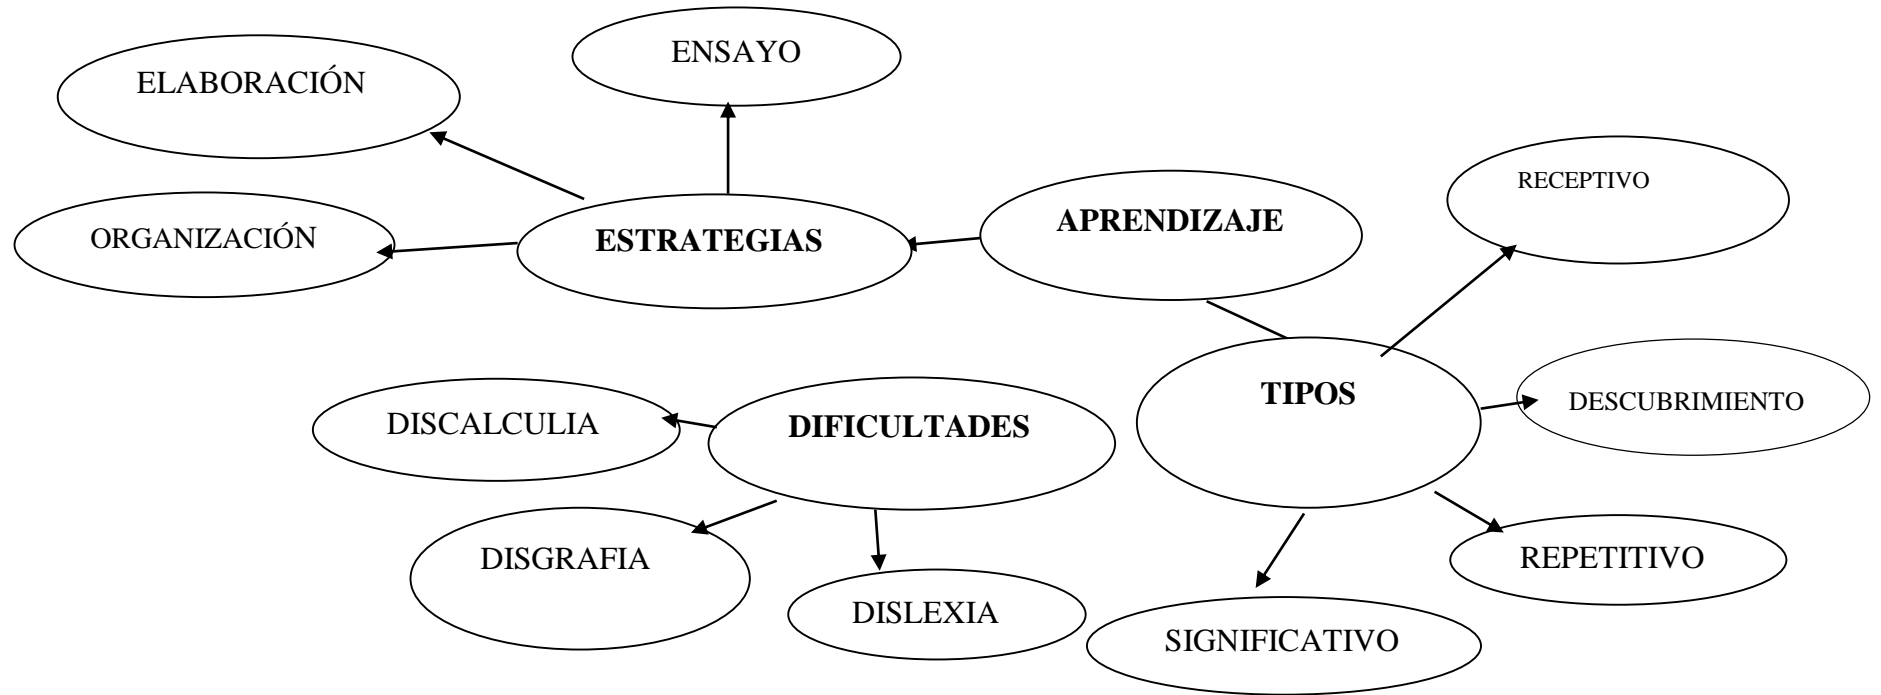 ENSAYO
ELABORACIÓN
RECEPTIVO
APRENDIZAJE
ORGANIZACIÓN
ESTRATEGIAS
TIPOS
DESCUBRIMIENTO
DISCALCULIA
DIFICULTADES
DISGRAFIA
REPETITIVO
DISLEXIA
SIGNIFICATIVO